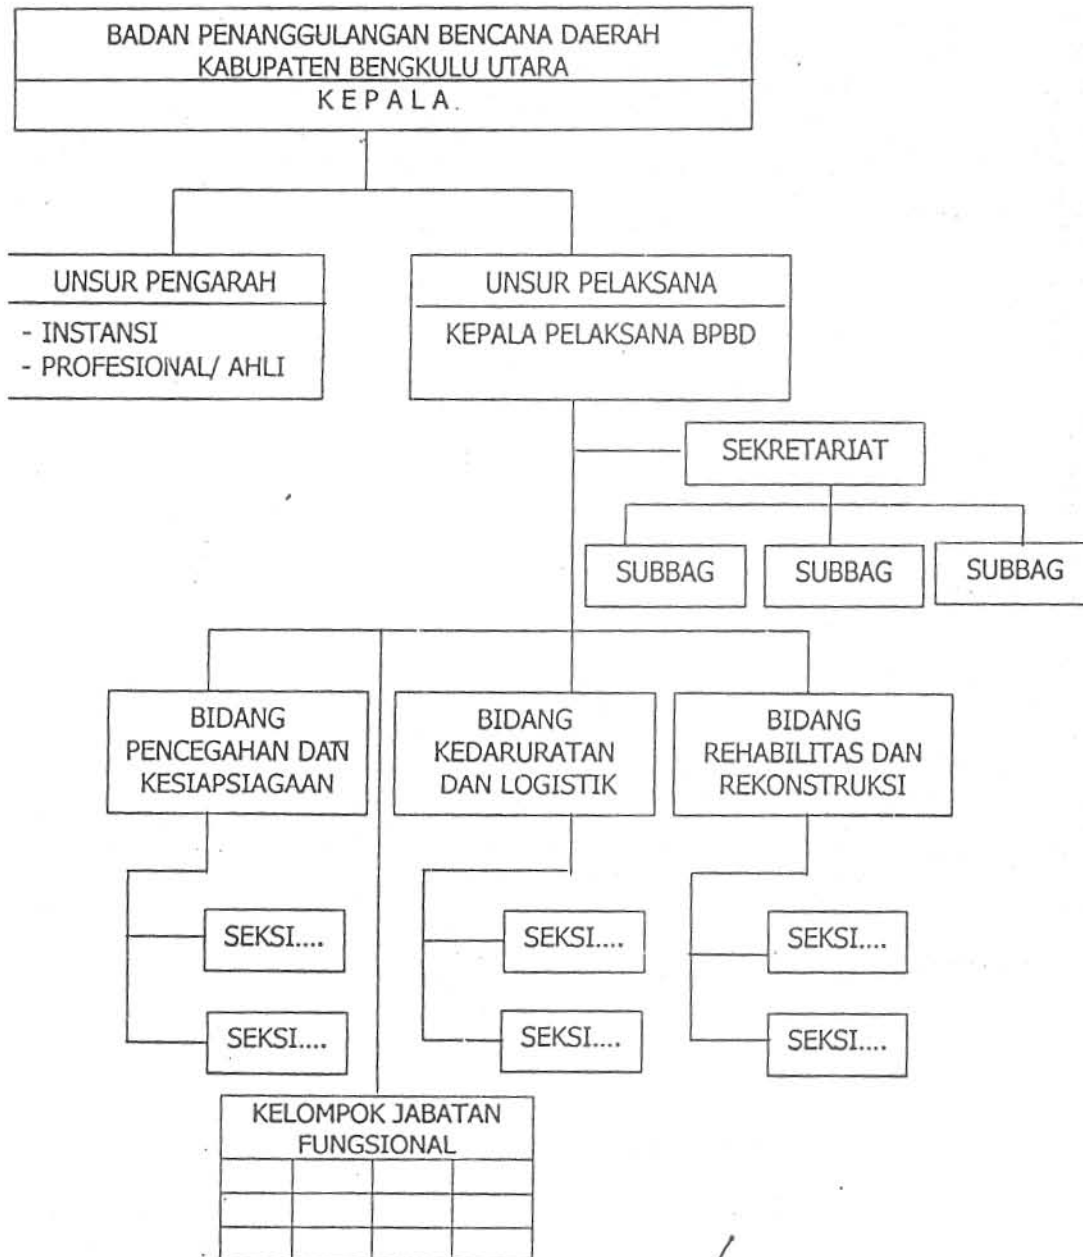 BADAN PENANGGULANGAN BENCANA DAERAH
KABUPATEN BENGKULU UTARA
K E P A L A .
UNSUR PENGARAH
- INSTANSI
- PROFESIONAL/ AHLI
UNSUR PELAKSANA
KEPALA PELAKSANA BPBD
SEKRETARIAT
SUBBAG
SUBBAG
SUBBAG
BIDANG
PENCEGAHAN DAN
KESIAPSIAGAAN
BIDANG
KEDARURATAN
DAN LOGISTIK
BIDANG
REHABILITAS DAN
REKONSTRUKSI
SEKSI....
SEKSI....
SEKSI....
SEKSI....
SEKSI....
SEKSI....
KELOMPOK JABATAN
FUNGSIONAL